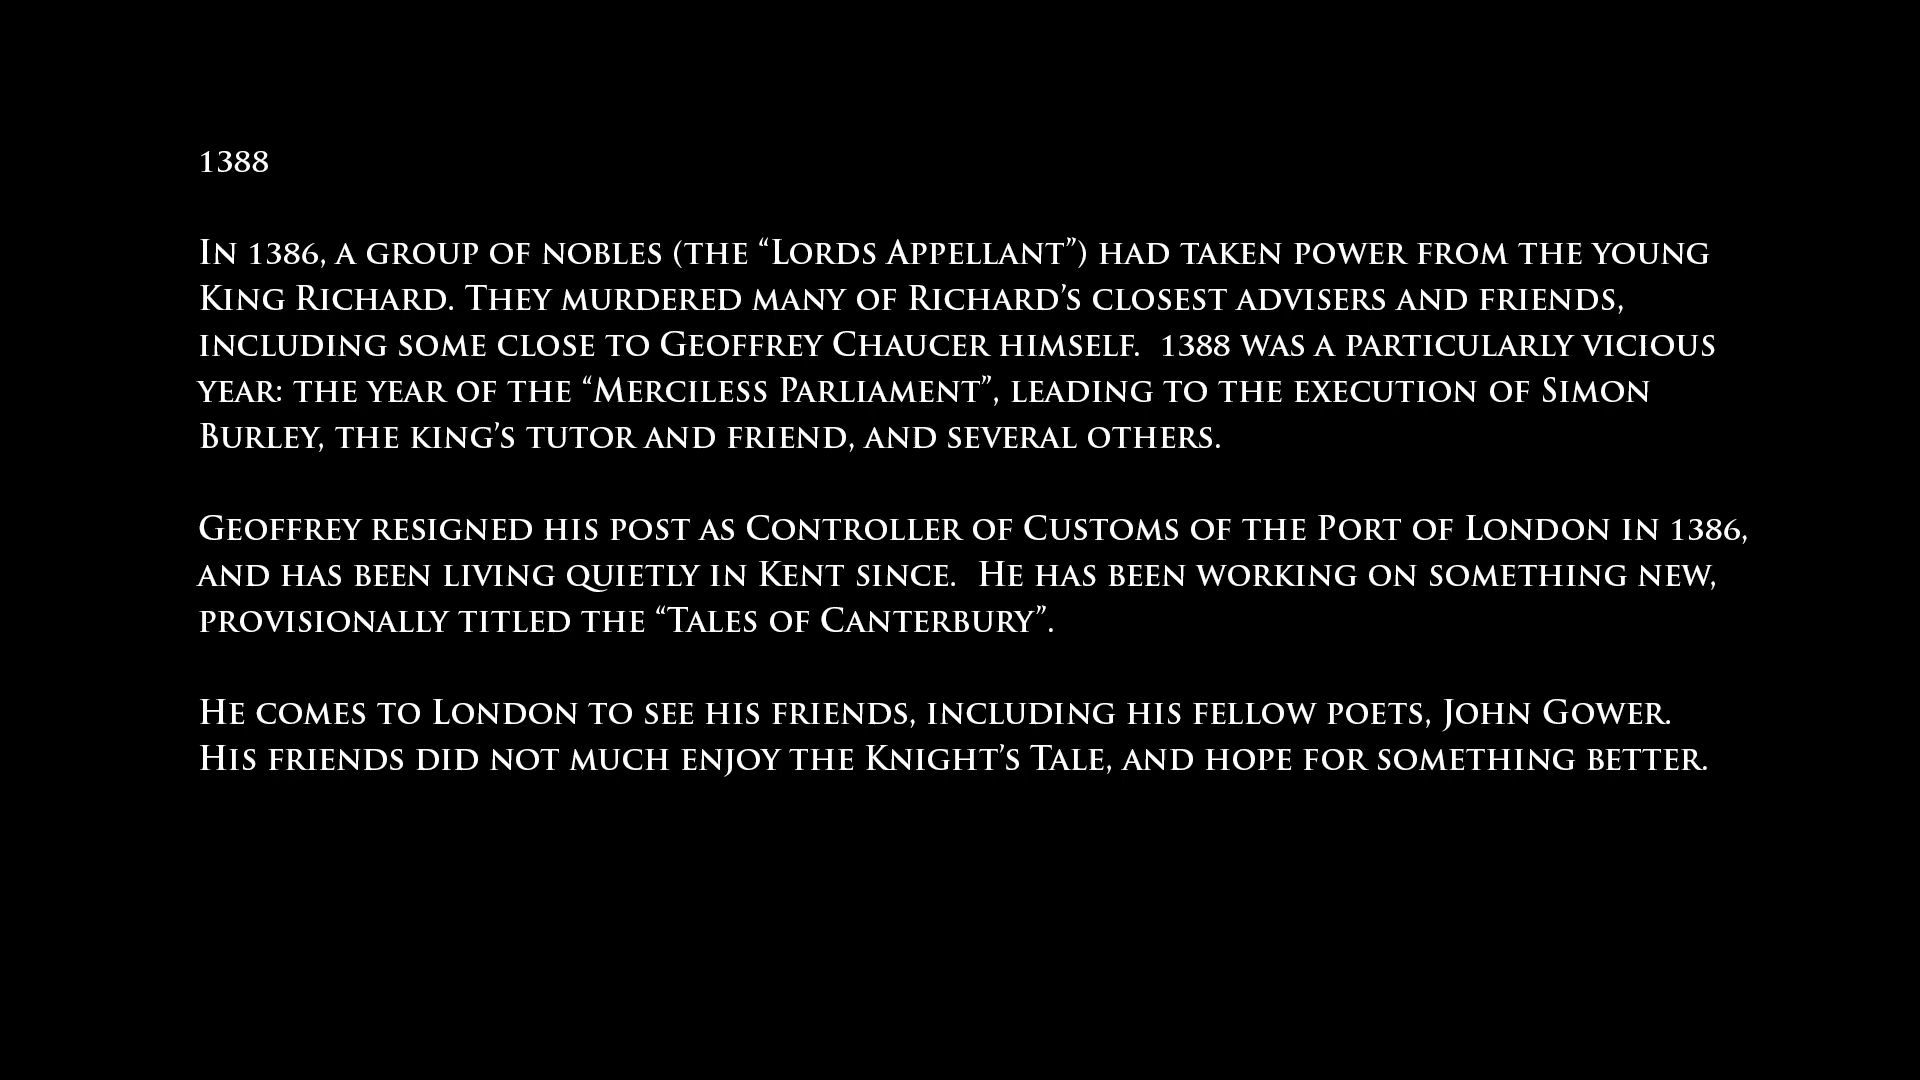 1388
In 1386, a group of nobles (the “Lords Appellant”) had taken power from the young
King Richard. They murdered many of Richard’s closest advisers and friends,
including some close to Geoffrey Chaucer himself.  1388 was a particularly vicious
year: the year of the “Merciless Parliament”, leading to the execution of Simon
Burley, the king’s tutor and friend, and several others.
Geoffrey resigned his post as Controller of Customs of the Port of London in 1386,
and has been living quietly in Kent since.  He has been working on something new,
provisionally titled the “Tales of Canterbury”.
He comes to London to see his friends, including his fellow poets, John Gower.
His friends did not much enjoy the Knight’s Tale, and hope for something better.